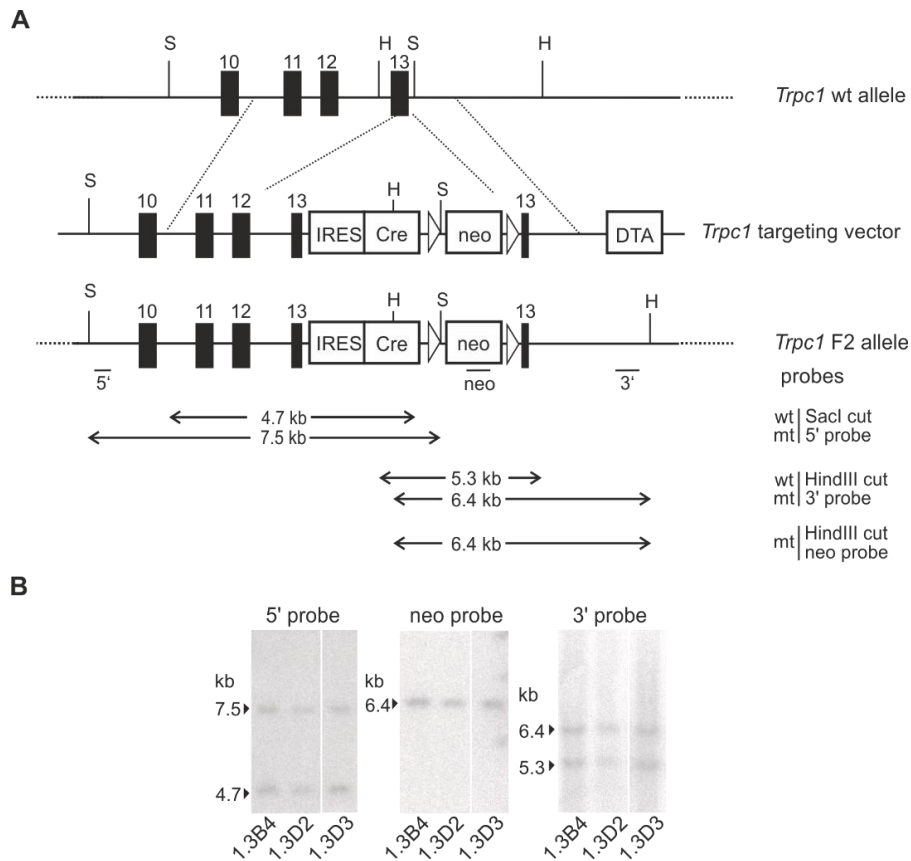 A
S H S H
10 11 12 13
Trpc1 wt allele
S H S
10 11 12 13 13
IRES Cre neo DTA
Trpc1 targeting vector
S H S H
10 11 12 13 13
IRES Cre neo
Trpc1 F2 allele
5' neo 3'
probes
4.7 kb
wt SacI cut
7.5 kb
mt 5' probe
5.3 kb
wt HindIII cut
6.4 kb
mt 3' probe
6.4 kb
mt HindIII cut
neo probe
B
5' probe neo probe 3' probe
kb
7.5
4.7
1.3B4 1.3D2 1.3D3
kb
6.4
1.3B4 1.3D2 1.3D3
kb
6.4
5.3
1.3B4 1.3D2 1.3D3